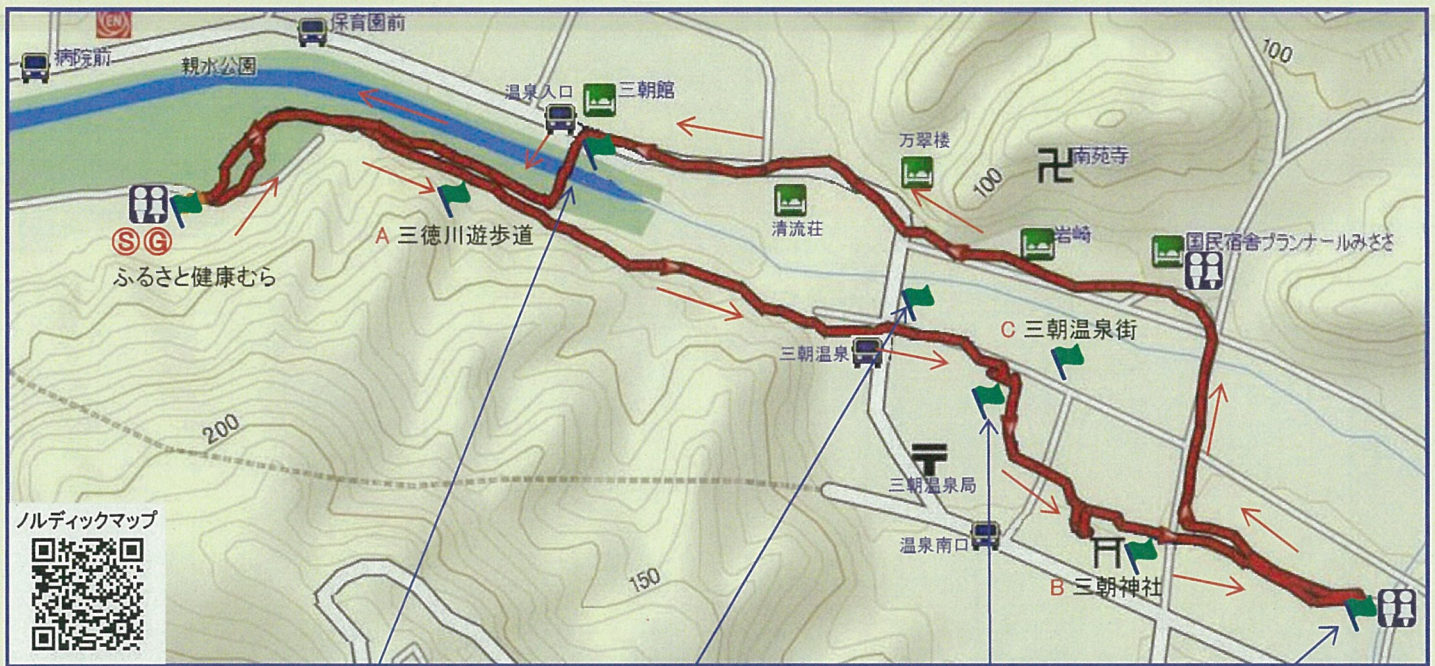 EN
保育園前
病院前
親水公園
温泉入口
三朝館
100
万翠楼
100
南苑寺
清流荘
岩崎
国民宿舎ブランナールみささ
A 三徳川遊歩道
S G
ふるさと健康むら
C 三朝温泉街
三朝温泉
200
〒
三朝温泉局
温泉南口
B 三朝神社
150
ノルディックマップ